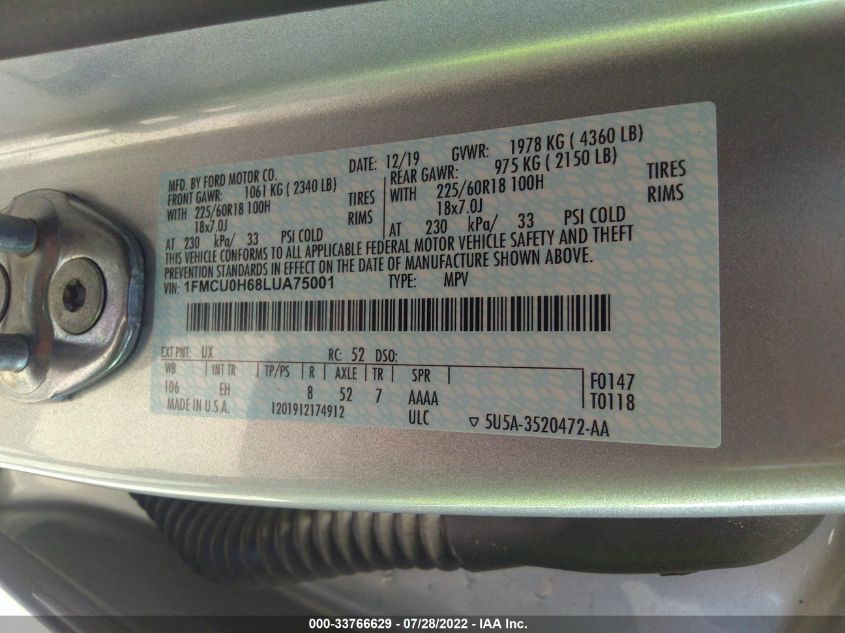 MFD. BY FORD MOTOR CO. DATE: 12/19 GVWR: 1978 KG ( 4360 LB)
FRONT GAWR: 1061 KG ( 2340 LB) REAR GAWR: 975 KG ( 2150 LB)
WITH 225/60R18 100H TIRES WITH 225/60R18 100H TIRES
18x7.0J RIMS 18x7.0J RIMS
AT 230 kPa/ 33 PSI COLD AT 230 kPa/ 33 PSI COLD
THIS VEHICLE CONFORMS TO ALL APPLICABLE FEDERAL MOTOR VEHICLE SAFETY AND THEFT
PREVENTION STANDARDS IN EFFECT ON THE DATE OF MANUFACTURE SHOWN ABOVE.
VIN: 1FMCU0H68LUA75001 TYPE: MPV
EXT PNT: UX RC: 52 DSO:
WB INT TR TP/PS R AXLE TR SPR
106 EH 8 52 7 AAAA F0147
T0118
MADE IN U.S.A. 1201912174912 ULC ▽ 5U5A-3520472-AA
000-33766629 / 07/28/2022 - IAA Inc.